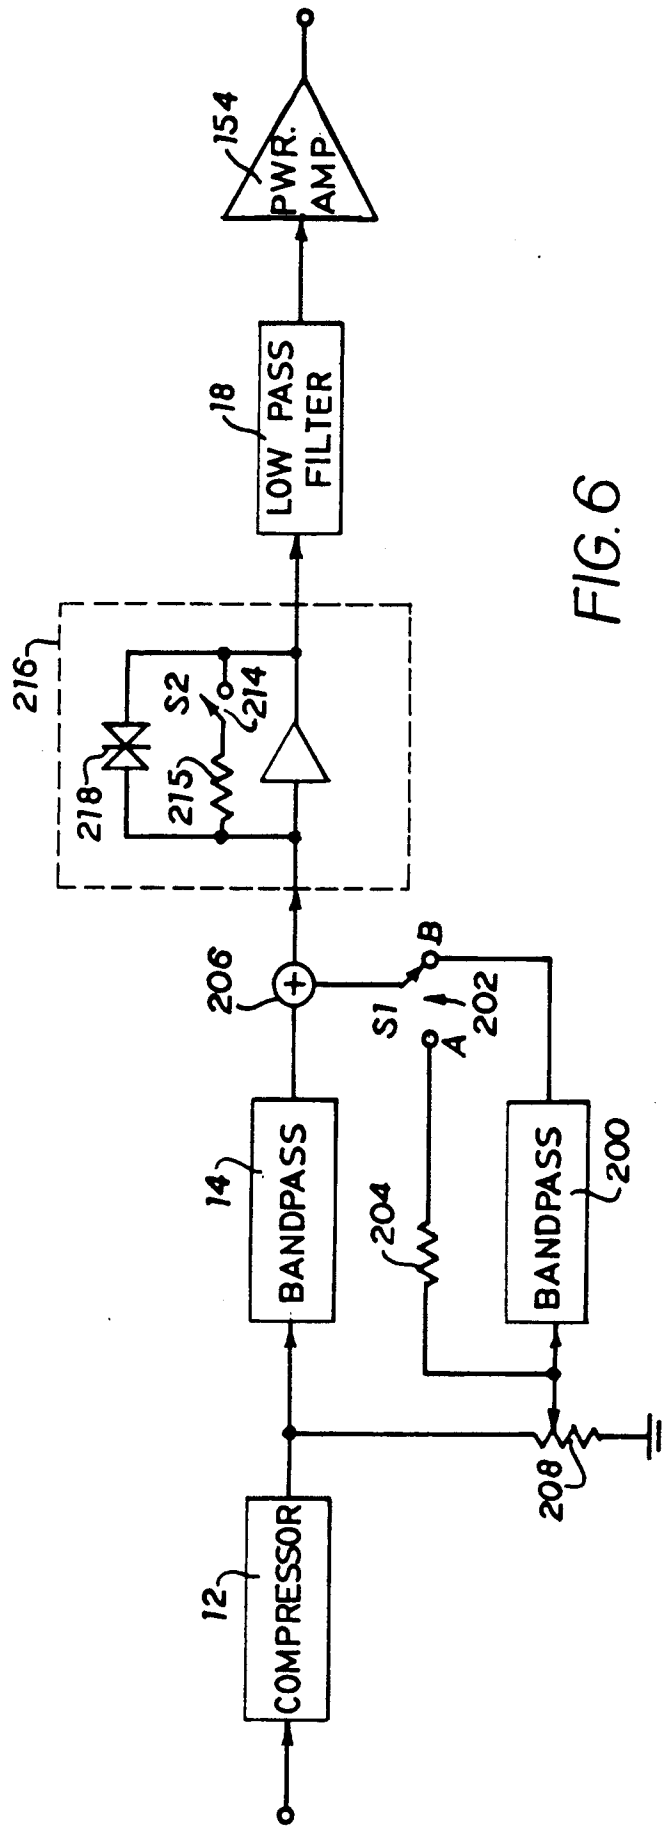 12
COMPRESSOR
208
14
BANDPASS
204
BANDPASS
200
206
S1
A
B
202
216
218
215
S2
214
18
LOW PASS
FILTER
154
PWR.
AMP
FIG. 6